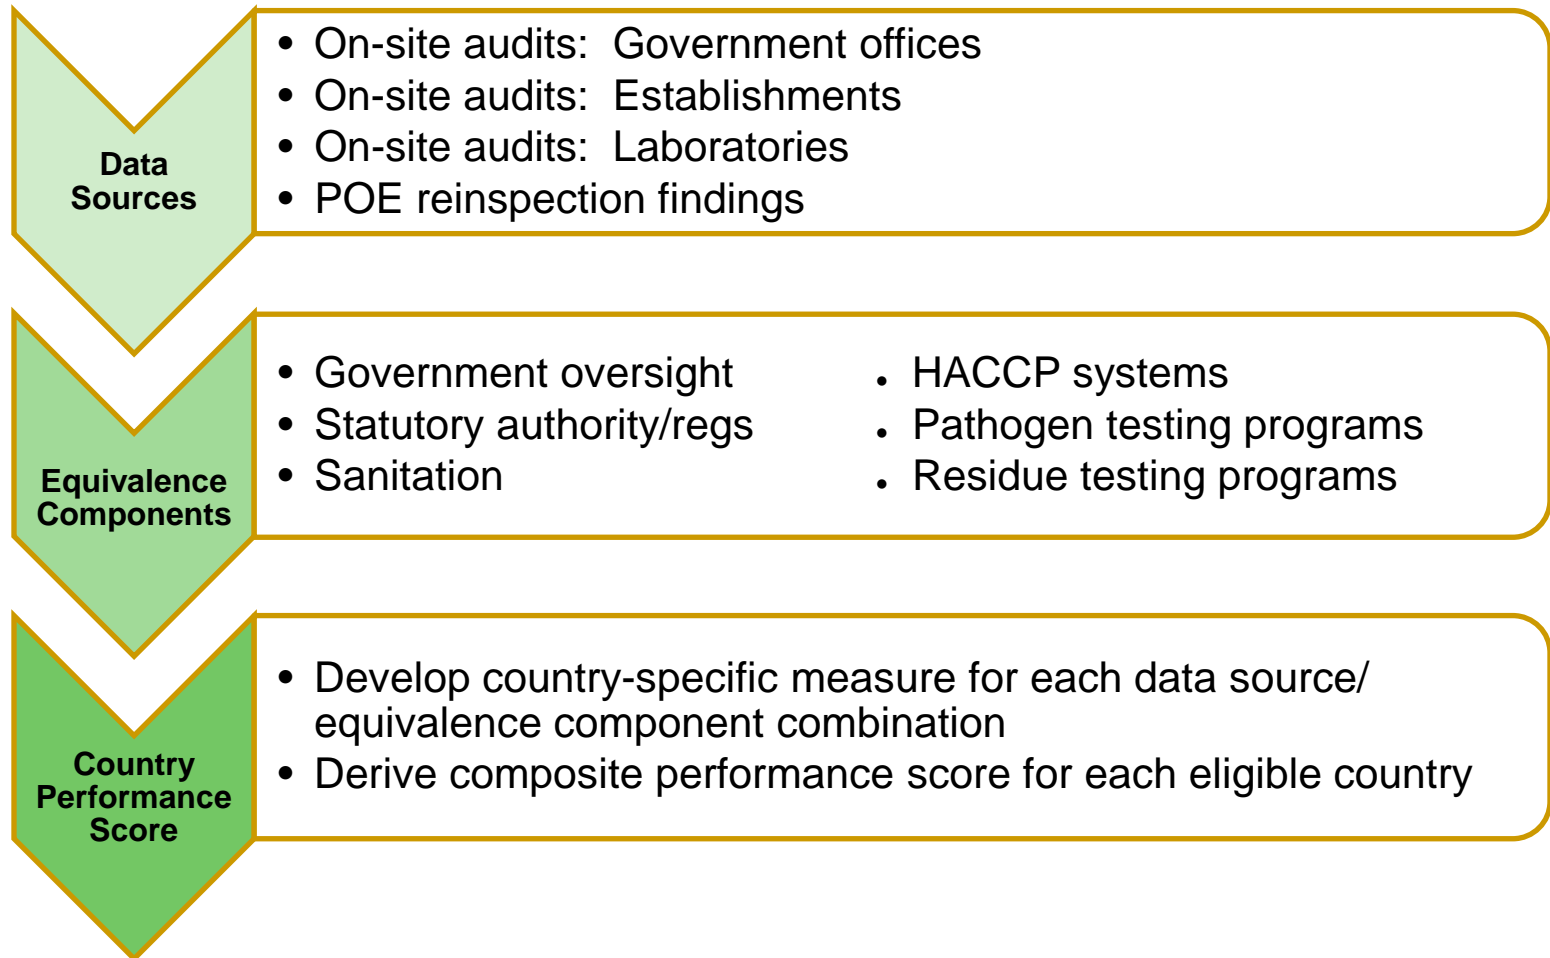 Data
Sources
• On-site audits:  Government offices
• On-site audits:  Establishments
• On-site audits:  Laboratories
• POE reinspection findings
Equivalence
Components
• Government oversight
• Statutory authority/regs
• Sanitation
• HACCP systems
• Pathogen testing programs
• Residue testing programs
Country
Performance
Score
• Develop country-specific measure for each data source/
equivalence component combination
• Derive composite performance score for each eligible country